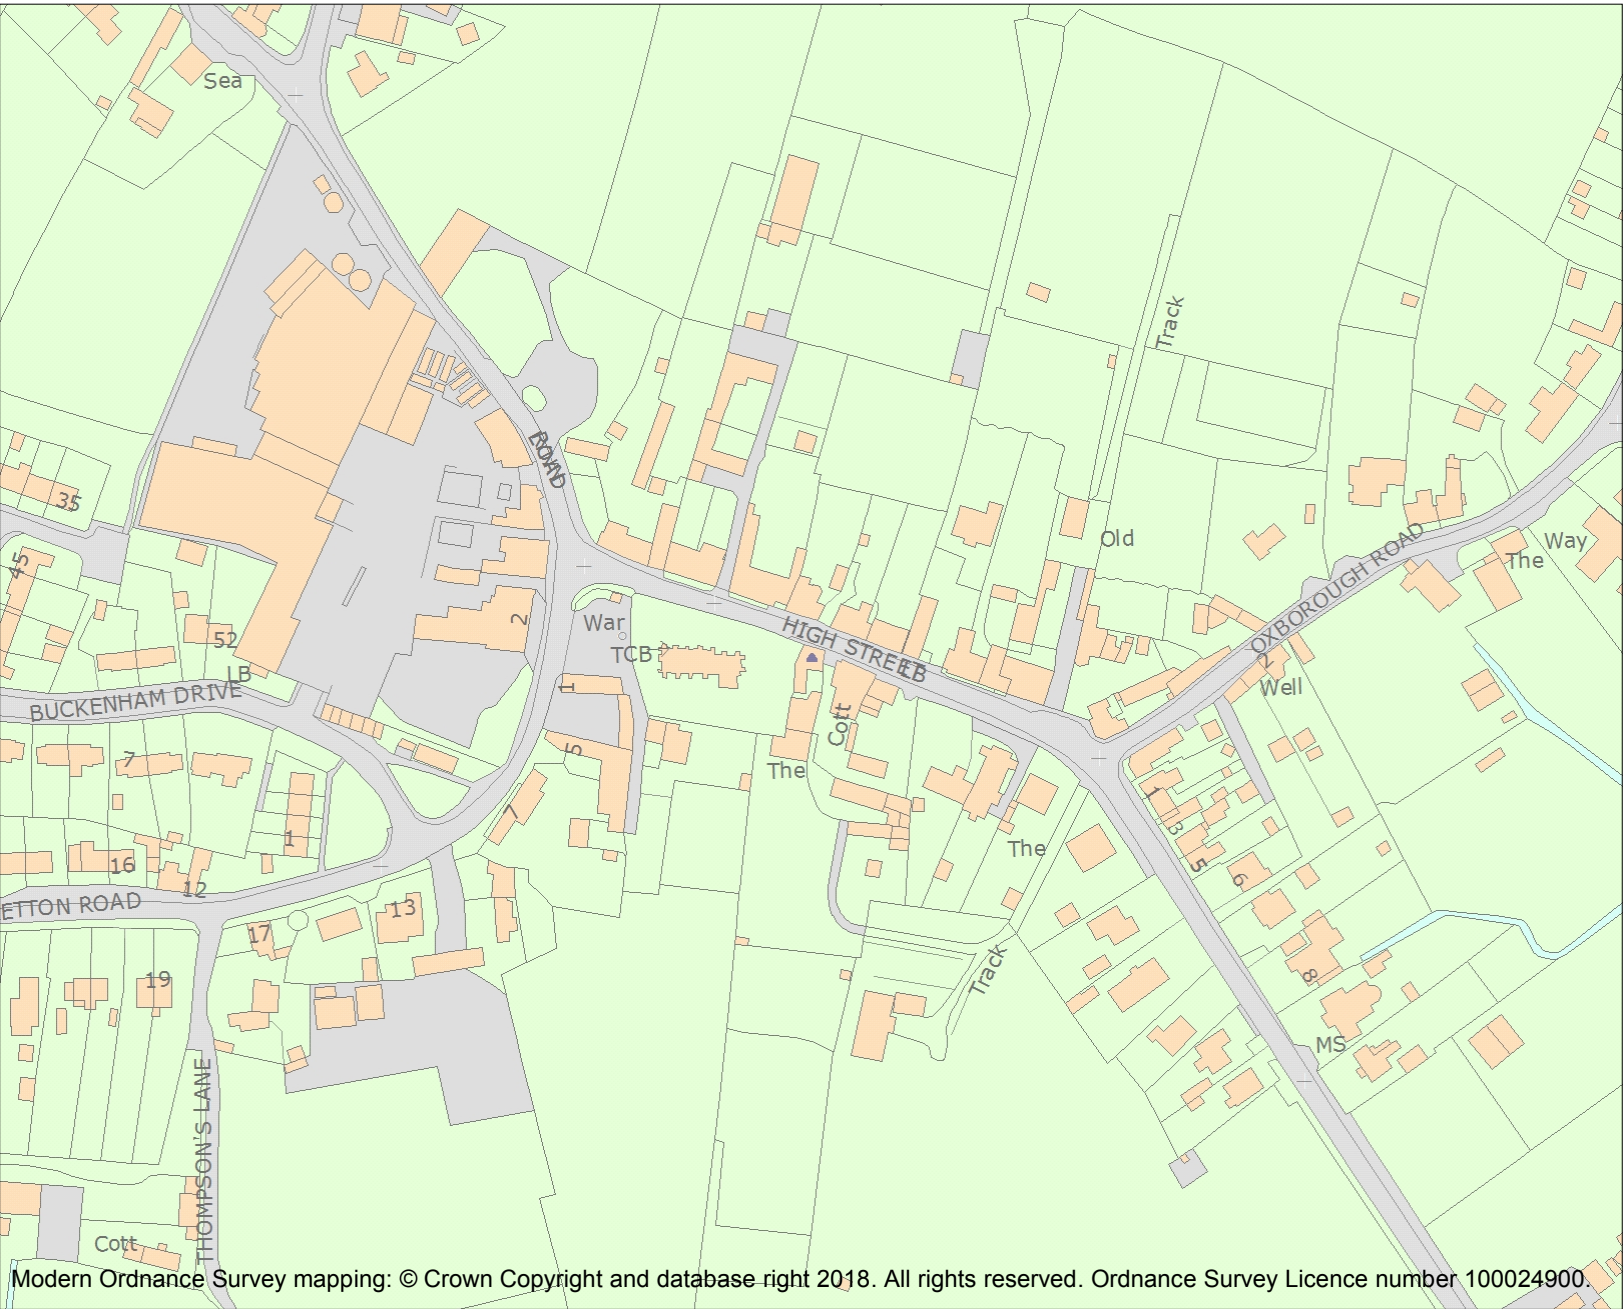 Sea
Track
ROAD
35
Old
45
The
Way
OXBOROUGH ROAD
2
War
HIGH STREET
52
TCB
LB
LB
2
Well
1
BUCKENHAM DRIVE
Cott
5
7
The
1
7
3
1
The
5
16
6
12
ETTON ROAD
13
17
Track
8
19
MS
THOMPSON'S LANE
Cott
Modern Ordnance Survey mapping: © Crown Copyright and database right 2018. All rights reserved. Ordnance Survey Licence number 100024900.